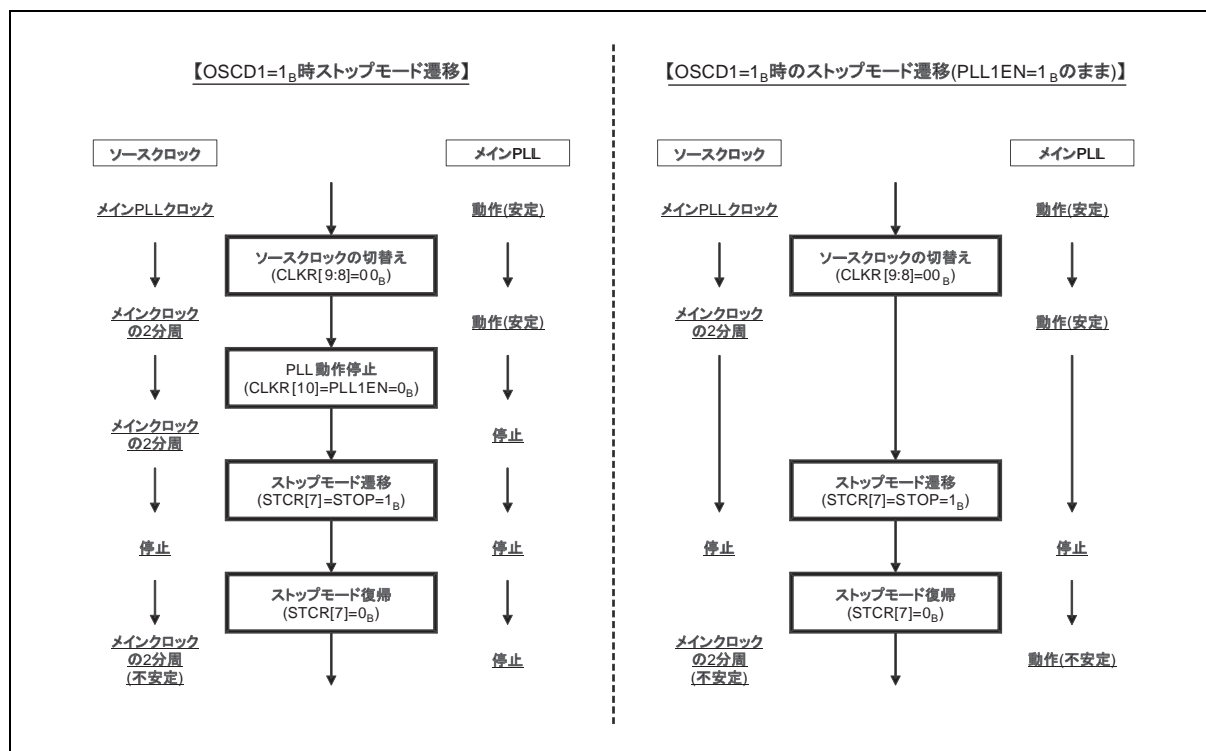 【OSCD1=1B時ストップモード遷移】
ソースクロック
メインPLL
メインPLLクロック
動作(安定)
ソースクロックの切替え
(CLKR[9:8]=00B)
メインクロック
の2分周
動作(安定)
PLL動作停止
(CLKR[10]=PLL1EN=0B)
メインクロック
の2分周
停止
ストップモード遷移
(STCR[7]=STOP=1B)
停止
停止
ストップモード復帰
(STCR[7]=0B)
メインクロック
の2分周
(不安定)
停止
【OSCD1=1B時のストップモード遷移(PLL1EN=1Bのまま)】
ソースクロック
メインPLL
メインPLLクロック
動作(安定)
ソースクロックの切替え
(CLKR[9:8]=00B)
メインクロック
の2分周
動作(安定)
ストップモード遷移
(STCR[7]=STOP=1B)
停止
停止
ストップモード復帰
(STCR[7]=0B)
メインクロック
の2分周
(不安定)
動作(不安定)